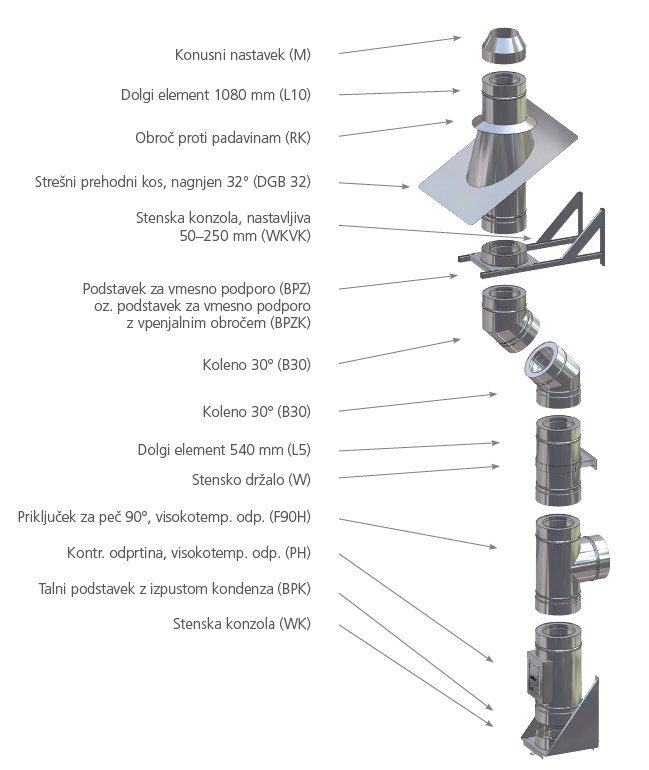 Konusni nastavek (M)
Dolgi element 1080 mm (L10)
Obroč proti padavinam (RK)
Strešni prehodni kos, nagnjen 32° (DGB 32)
Stenska konzola, nastavljiva
50–250 mm (WKVK)
Podstavek za vmesno podporo (BPZ)
oz. podstavek za vmesno podporo
z vpenjalnim obročem (BPZK)
Koleno 30º (B30)
Koleno 30º (B30)
Dolgi element 540 mm (L5)
Stensko držalo (W)
Priključek za peč 90º, visokotemp. odp. (F90H)
Kontr. odprtina, visokotemp. odp. (PH)
Talni podstavek z izpustom kondenza (BPK)
Stenska konzola (WK)